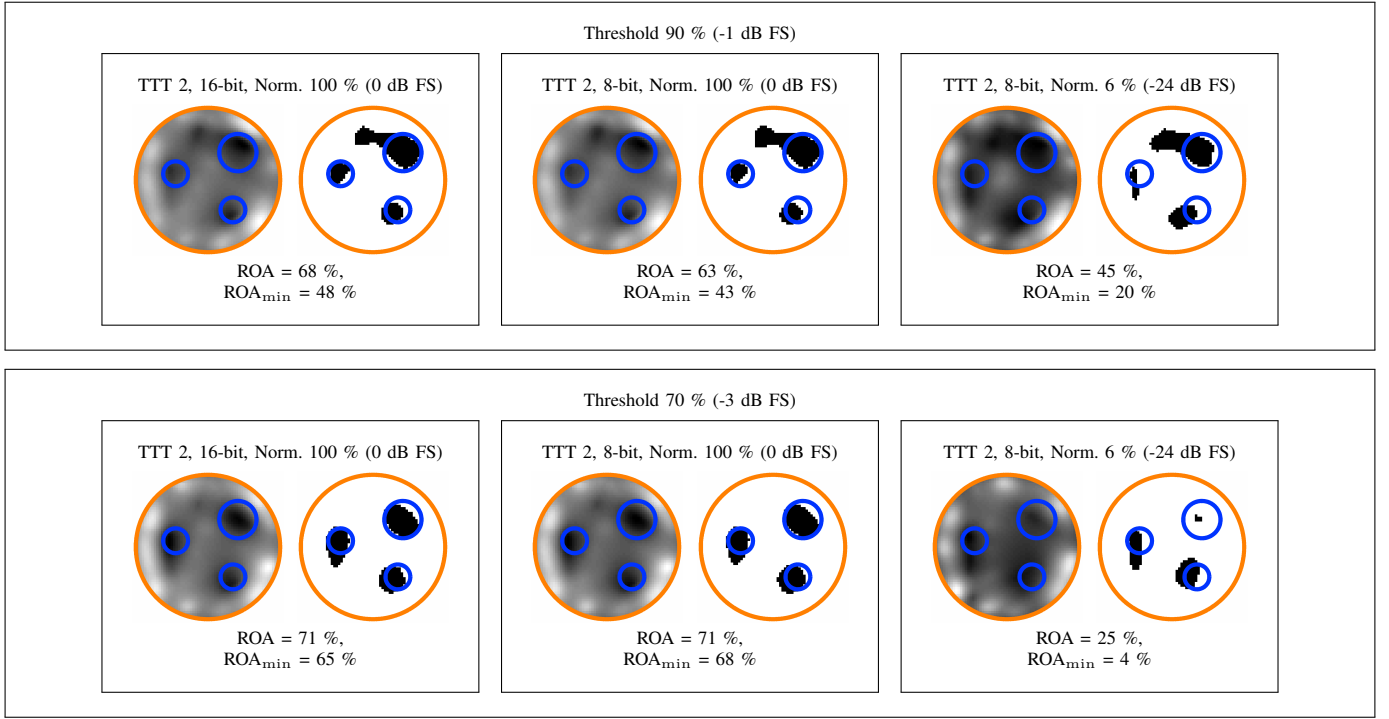 Threshold 90 % (-1 dB FS)
TTT 2, 16-bit, Norm. 100 % (0 dB FS)
ROA = 68 %,
ROAmin = 48 %
TTT 2, 8-bit, Norm. 100 % (0 dB FS)
ROA = 63 %,
ROAmin = 43 %
TTT 2, 8-bit, Norm. 6 % (-24 dB FS)
ROA = 45 %,
ROAmin = 20 %
Threshold 70 % (-3 dB FS)
TTT 2, 16-bit, Norm. 100 % (0 dB FS)
ROA = 71 %,
ROAmin = 65 %
TTT 2, 8-bit, Norm. 100 % (0 dB FS)
ROA = 71 %,
ROAmin = 68 %
TTT 2, 8-bit, Norm. 6 % (-24 dB FS)
ROA = 25 %,
ROAmin = 4 %